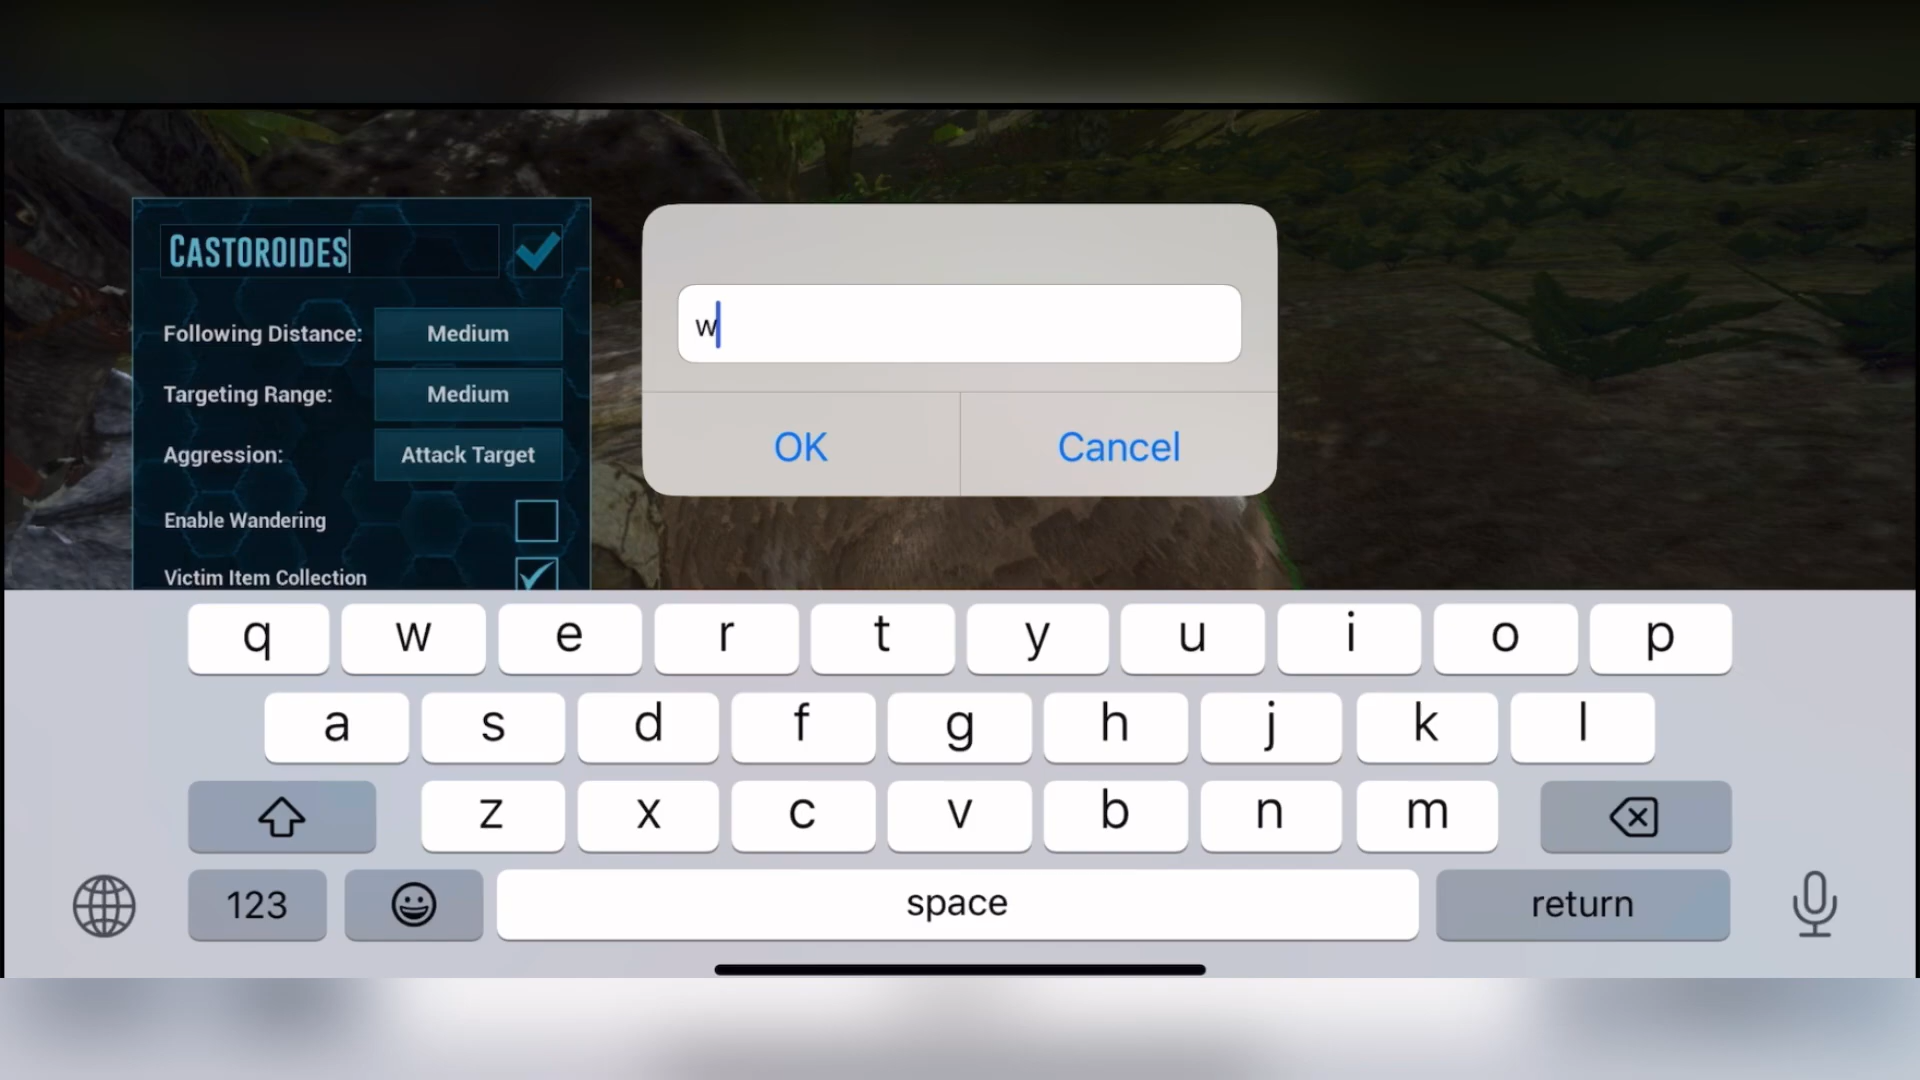 CASTOROIDES
Following Distance: Medium
Targeting Range: Medium
Aggression: Attack Target
Enable Wandering
Victim Item Collection
w
OK Cancel
q w e r t y u i o p
a s d f g h j k l
z x c v b n m
123 space return